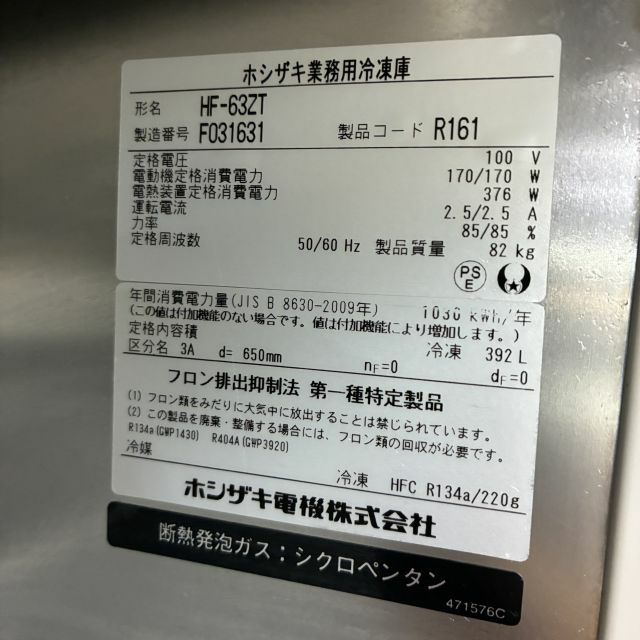 ホシザキ業務用冷凍庫
形名 HF-63ZT
製造番号 F031631 製品コード R161
定格電圧 100 V
電動機定格消費電力 170/170 W
電熱装置定格消費電力 376 W
運転電流 2.5/2.5 A
力率 85/85 %
定格周波数 50/60 Hz 製品質量 82 kg
PS
E
年間消費電力量(JIS B 8630-2009年) 1030 kWh/年
(この値は付加機能のない場合です。値は付加機能により増加します。)
定格内容積 冷凍 392 L
区分名 3A d= 650mm nF=0 dF=0
フロン排出抑制法 第一種特定製品
(1) フロン類をみだりに大気中に放出することは禁じられています。
(2) この製品を廃棄・整備する場合には、フロン類の回収が必要です。
R134a(GWP1430) R404A(GWP3920)
冷媒
冷凍 HFC R134a/220g
ホシザキ電機株式会社
断熱発泡ガス：シクロペンタン
471576C